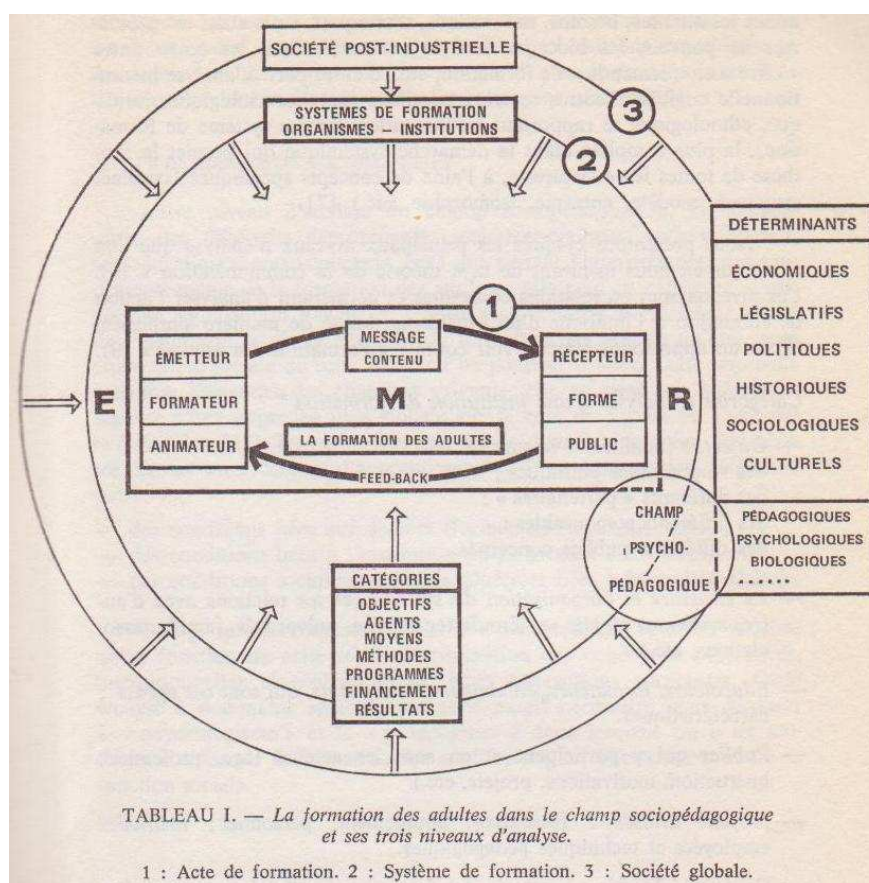 SOCIÉTÉ POST-INDUSTRIELLE
3
SYSTEMES DE FORMATION
ORGANISMES - INSTITUTIONS
2
DÉTERMINANTS
ÉCONOMIQUES
LÉGISLATIFS
POLITIQUES
HISTORIQUES
SOCIOLOGIQUES
CULTURELS
PÉDAGOGIQUES
PSYCHOLOGIQUES
BIOLOGIQUES
......
1
MESSAGE
CONTENU
ÉMETTEUR
FORMATEUR
ANIMATEUR
E
M
R
RÉCEPTEUR
FORME
PUBLIC
LA FORMATION DES ADULTES
FEED-BACK
CHAMP
PSYCHO-
PÉDAGOGIQUE
CATÉGORIES
OBJECTIFS
AGENTS
MOYENS
MÉTHODES
PROGRAMMES
FINANCEMENT
RÉSULTATS
TABLEAU I. — La formation des adultes dans le champ sociopédagogique
et ses trois niveaux d'analyse.
1 : Acte de formation. 2 : Système de formation. 3 : Société globale.